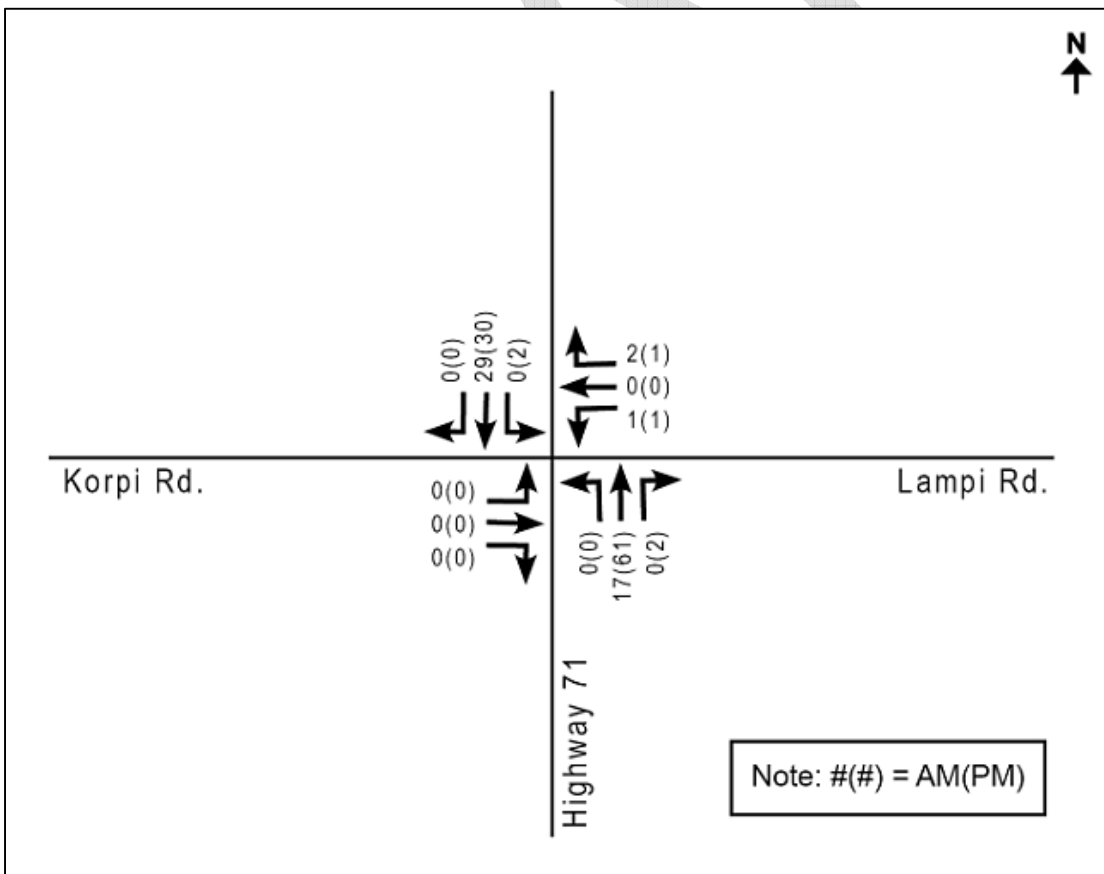 N
0(0)
29(30)
0(2)
2(1)
0(0)
1(1)
Korpi Rd.
Lampi Rd.
0(0)
0(0)
0(0)
0(0)
17(61)
0(2)
Highway 71
Note: #(#) = AM(PM)